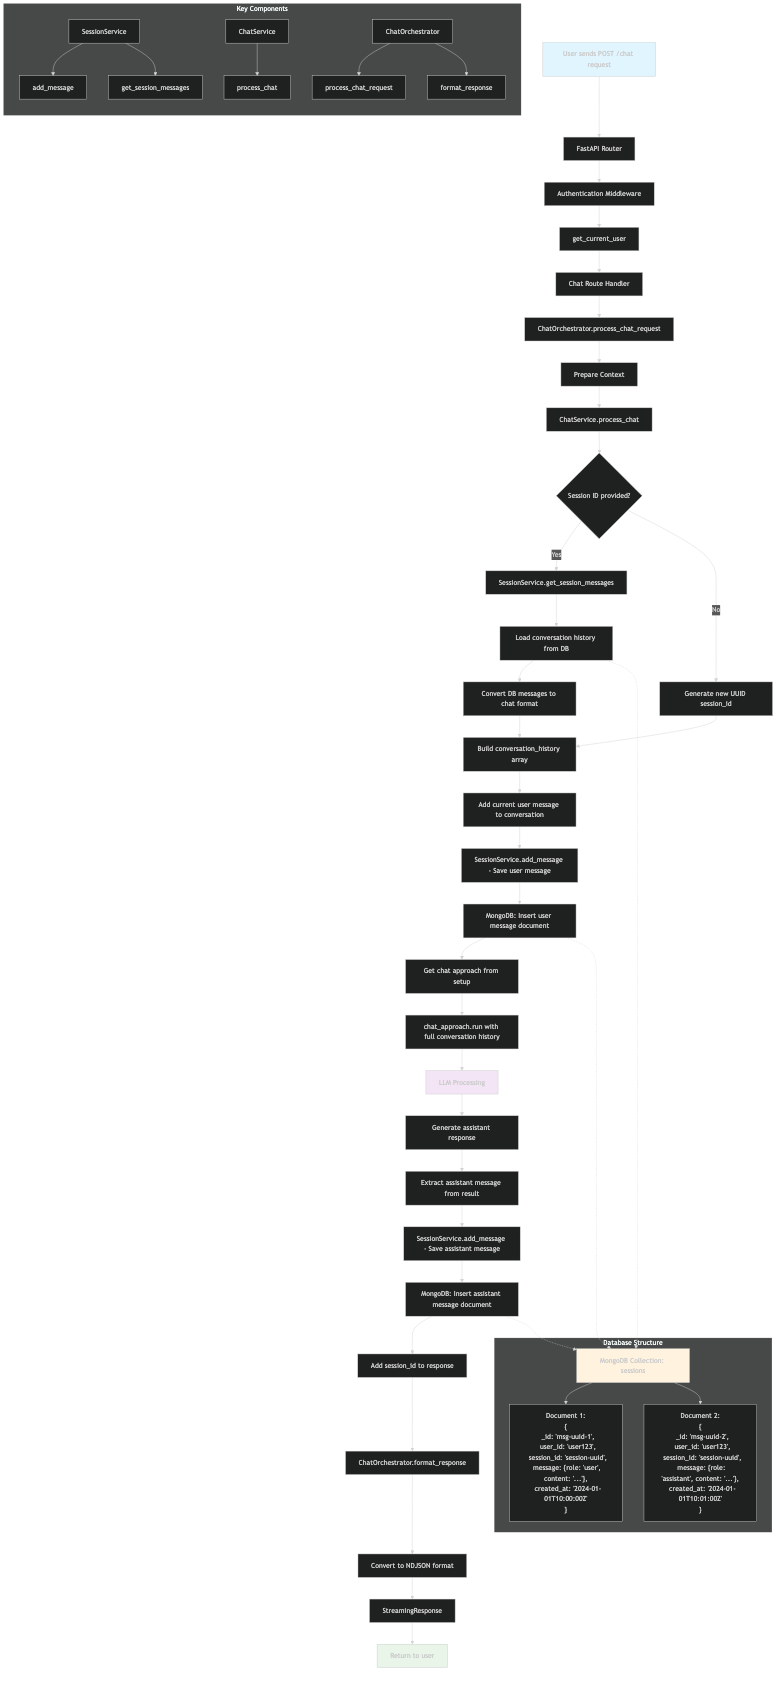 Key Components
SessionService
ChatService
ChatOrchestrator
add_message
get_session_messages
process_chat
process_chat_request
format_response
User sends POST /chat
request
FastAPI Router
Authentication Middleware
get_current_user
Chat Route Handler
ChatOrchestrator.process_chat_request
Prepare Context
ChatService.process_chat
Session ID provided?
Yes
No
SessionService.get_session_messages
Load conversation history
from DB
Convert DB messages to
chat format
Generate new UUID
session_id
Build conversation_history
array
Add current user message
to conversation
SessionService.add_message
- Save user message
MongoDB: Insert user
message document
Get chat approach from
setup
chat_approach.run with
full conversation history
LLM Processing
Generate assistant
response
Extract assistant message
from result
SessionService.add_message
- Save assistant message
MongoDB: Insert assistant
message document
Add session_id to response
ChatOrchestrator.format_response
Convert to NDJSON format
StreamingResponse
Return to user
Database Structure
MongoDB Collection:
sessions
Document 1:
{
_id: 'msg-uuid-1',
user_id: 'user123',
session_id: 'session-uuid',
message: {role: 'user',
content: '...'},
created_at: '2024-01-
01T10:00:00Z'
}
Document 2:
{
_id: 'msg-uuid-2',
user_id: 'user123',
session_id: 'session-uuid',
message: {role:
'assistant', content: '...'},
created_at: '2024-01-
01T10:01:00Z'
}